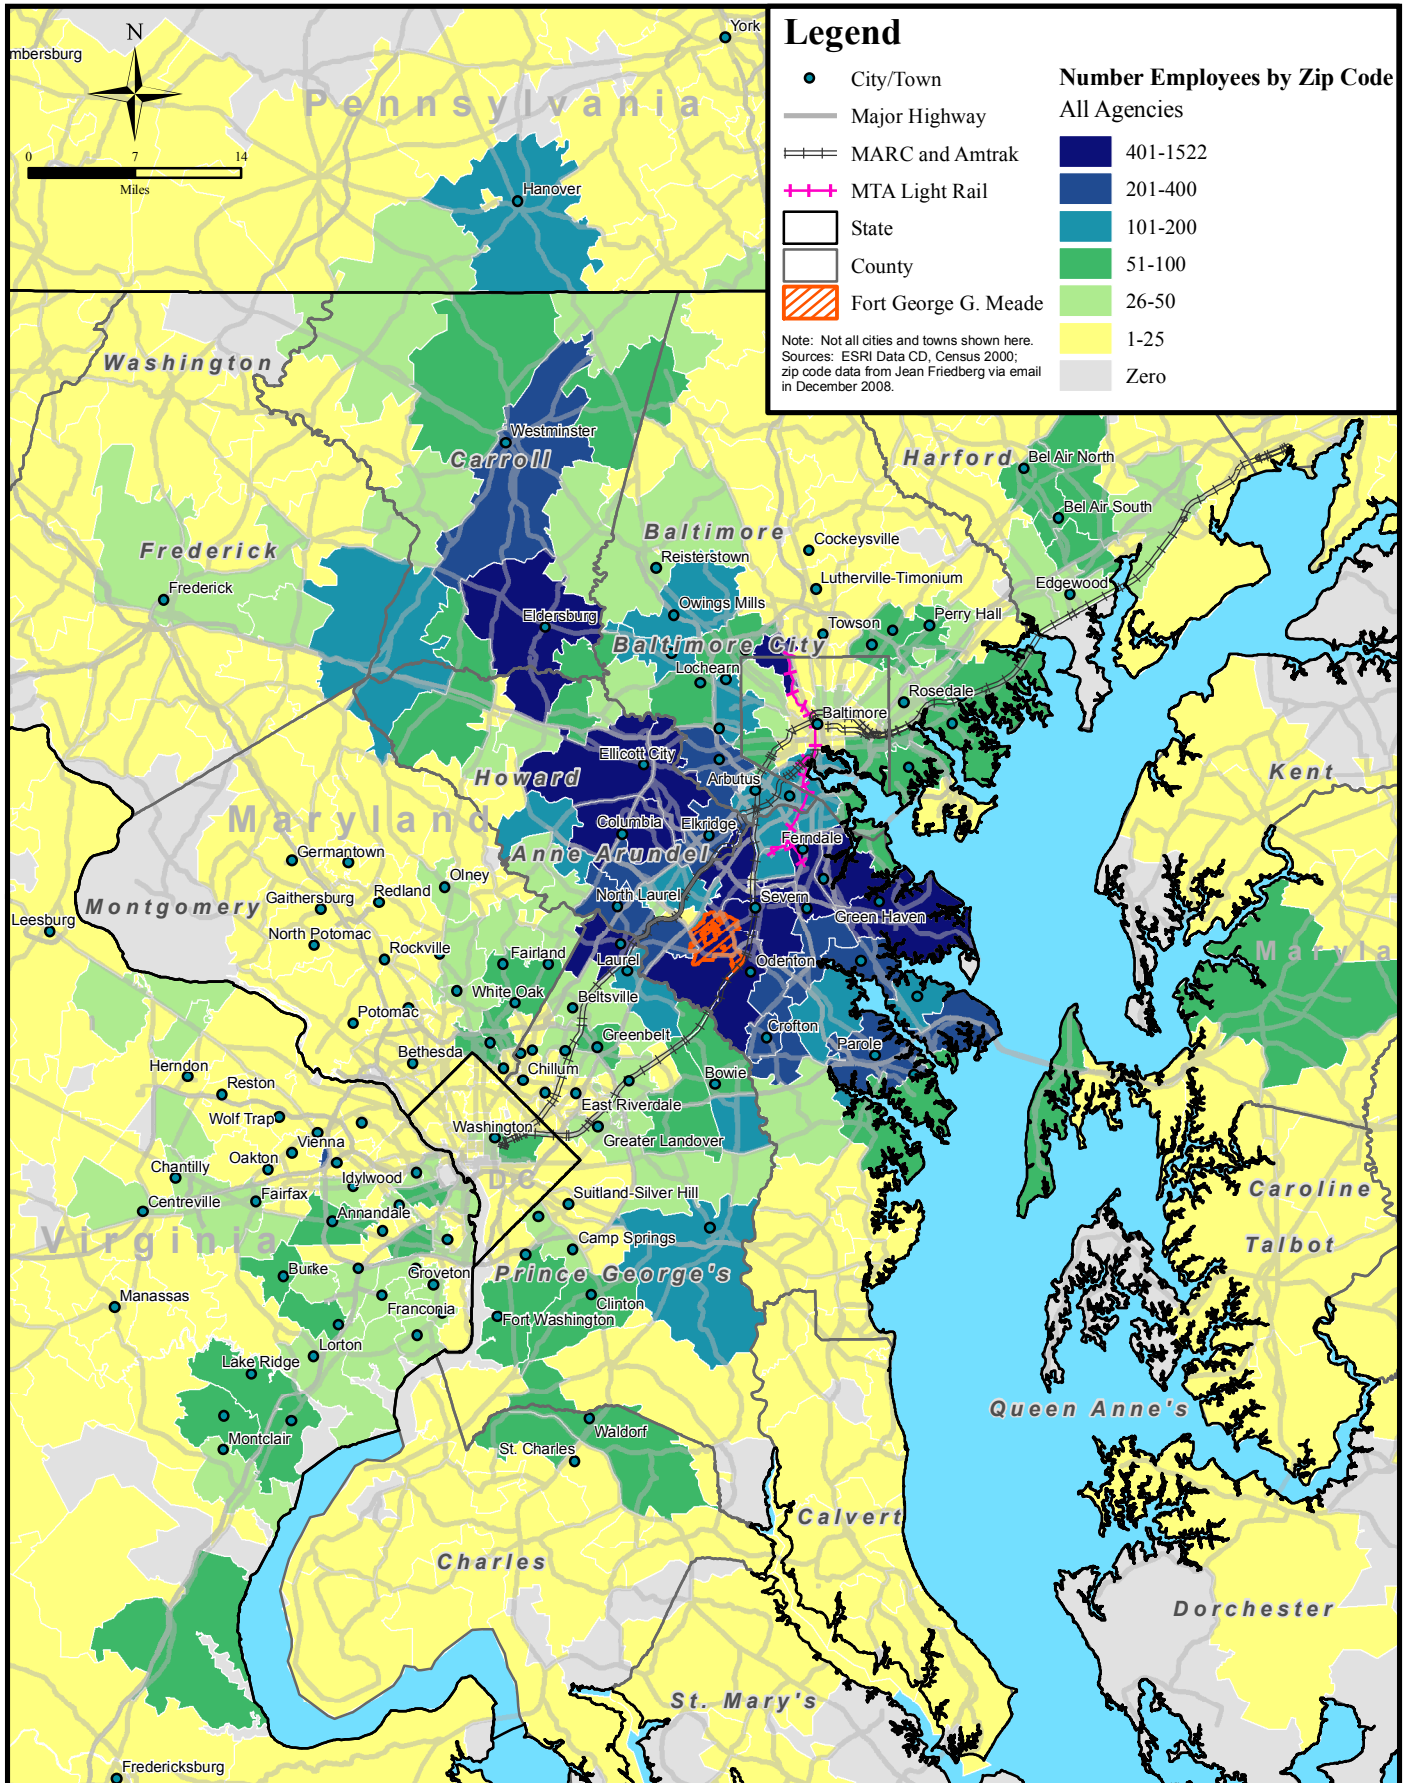 Legend
City/Town
Major Highway
MARC and Amtrak
MTA Light Rail
State
County
Fort George G. Meade
Note: Not all cities and towns shown here.
Sources: ESRI Data CD, Census 2000;
zip code data from Jean Friedberg via email
in December 2008.
Number Employees by Zip Code
All Agencies
401-1522
201-400
101-200
51-100
26-50
1-25
Zero
N
0 7 14
Miles
mbersburg
York
Pennsylvania
Hanover
Washington
Westminster
Carroll
Harford
Bel Air North
Bel Air South
Baltimore
Cockeysville
Frederick
Reisterstown
Lutherville-Timonium
Edgewood
Frederick
Owings Mills
Eldersburg
Towson
Perry Hall
Baltimore City
Lochearn
Rosedale
Baltimore
Ellicott City
Howard
Arbutus
Kent
Maryland
Columbia
Elkridge
Ferndale
Germantown
Anne Arundel
Olney
Redland
Gaithersburg
North Laurel
Severn
Montgomery
Leesburg
Green Haven
North Potomac
Rockville
Fairland
Laurel
Odenton
Maryla
White Oak
Beltsville
Potomac
Crofton
Greenbelt
Parole
Bethesda
Herndon
Chillum
Reston
Bowie
East Riverdale
Wolf Trap
Washington
Vienna
Greater Landover
Oakton
Chantilly
Idylwood
DC
Caroline
Centreville
Fairfax
Suitland-Silver Hill
Annandale
Virginia
Camp Springs
Talbot
Burke
Groveton
Prince George's
Manassas
Franconia
Clinton
Fort Washington
Lorton
Lake Ridge
Queen Anne's
Montclair
Waldorf
St. Charles
Calvert
Charles
Dorchester
St. Mary's
Fredericksburg